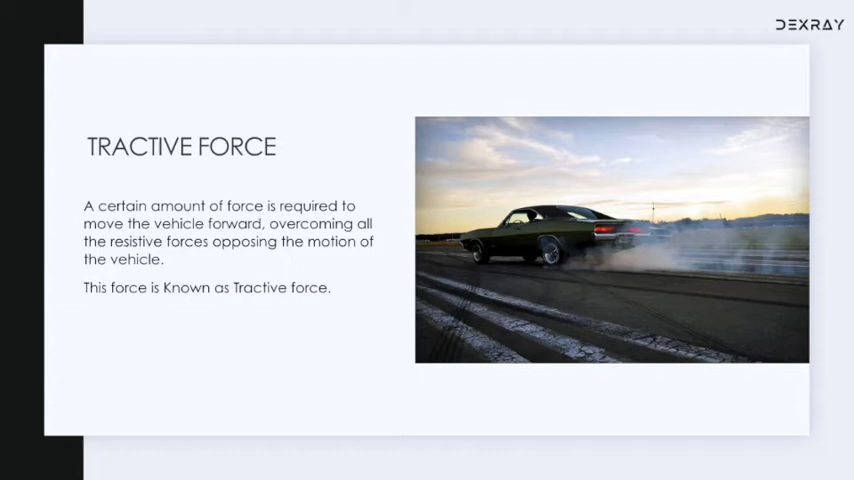 DEXRAY
TRACTIVE FORCE
A certain amount of force is required to
move the vehicle forward, overcoming all
the resistive forces opposing the motion of
the vehicle.
This force is Known as Tractive force.